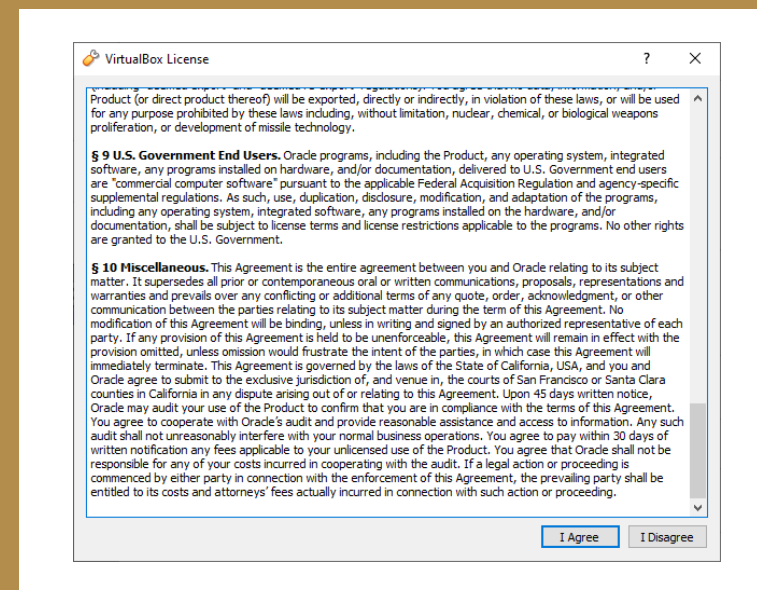 VirtualBox License
?
Product (or direct product thereof) will be exported, directly or indirectly, in violation of these laws, or will be used
for any purpose prohibited by these laws including, without limitation, nuclear, chemical, or biological weapons
proliferation, or development of missile technology.
§ 9 U.S. Government End Users. Oracle programs, including the Product, any operating system, integrated
software, any programs installed on hardware, and/or documentation, delivered to U.S. Government end users
are "commercial computer software" pursuant to the applicable Federal Acquisition Regulation and agency-specific
supplemental regulations. As such, use, duplication, disclosure, modification, and adaptation of the programs,
including any operating system, integrated software, any programs installed on the hardware, and/or
documentation, shall be subject to license terms and license restrictions applicable to the programs. No other rights
are granted to the U.S. Government.
§ 10 Miscellaneous. This Agreement is the entire agreement between you and Oracle relating to its subject
matter. It supersedes all prior or contemporaneous oral or written communications, proposals, representations and
warranties and prevails over any conflicting or additional terms of any quote, order, acknowledgment, or other
communication between the parties relating to its subject matter during the term of this Agreement. No
modification of this Agreement will be binding, unless in writing and signed by an authorized representative of each
party. If any provision of this Agreement is held to be unenforceable, this Agreement will remain in effect with the
provision omitted, unless omission would frustrate the intent of the parties, in which case this Agreement will
immediately terminate. This Agreement is governed by the laws of the State of California, USA, and you and
Oracle agree to submit to the exclusive jurisdiction of, and venue in, the courts of San Francisco or Santa Clara
counties in California in any dispute arising out of or relating to this Agreement. Upon 45 days written notice,
Oracle may audit your use of the Product to confirm that you are in compliance with the terms of this Agreement.
You agree to cooperate with Oracle's audit and provide reasonable assistance and access to information. Any such
audit shall not unreasonably interfere with your normal business operations. You agree to pay within 30 days of
written notification any fees applicable to your unlicensed use of the Product. You agree that Oracle shall not be
responsible for any of your costs incurred in cooperating with the audit. If a legal action or proceeding is
commenced by either party in connection with the enforcement of this Agreement, the prevailing party shall be
entitled to its costs and attorneys' fees actually incurred in connection with such action or proceeding.
I Agree
I Disagree